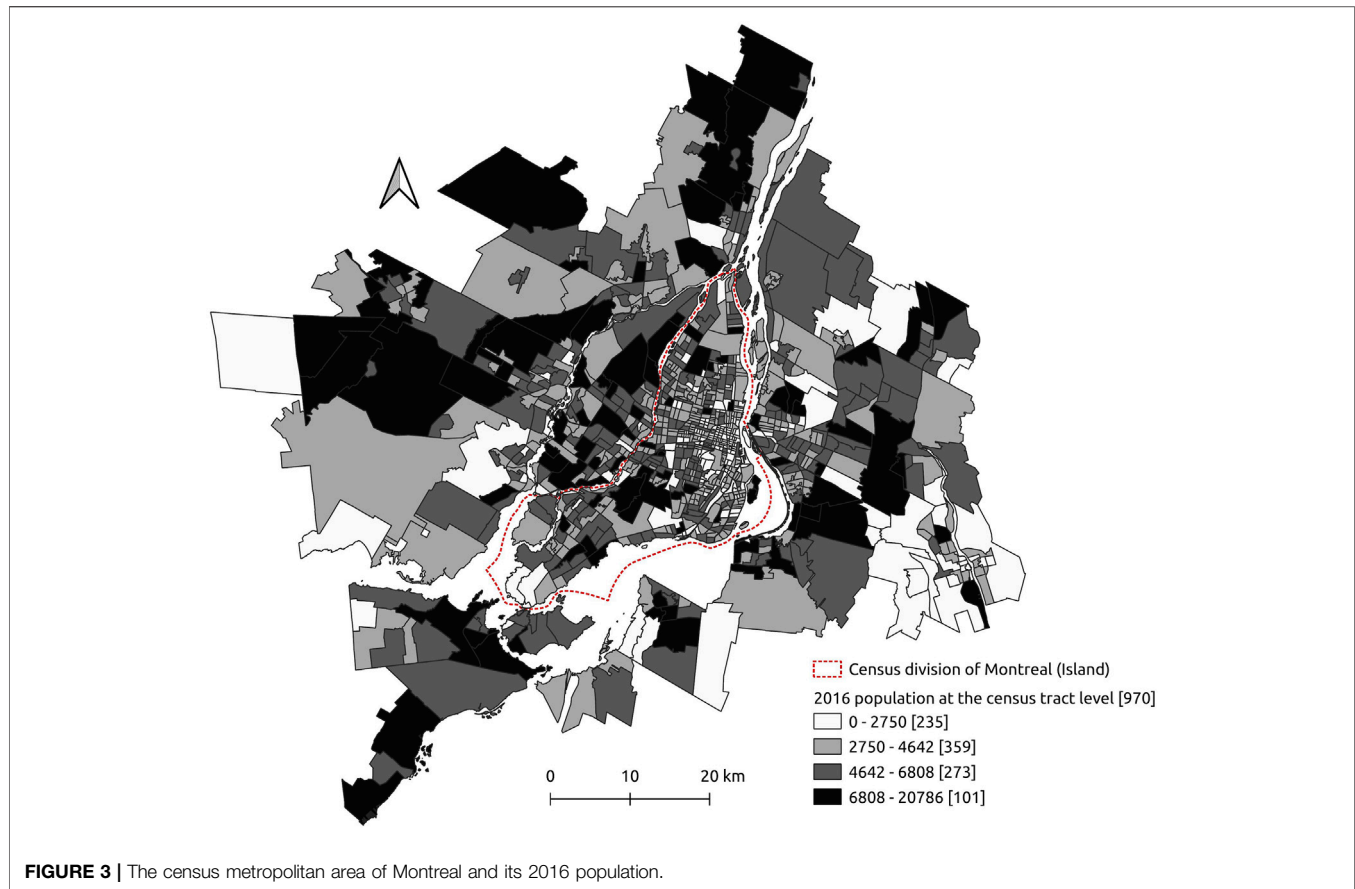 Census division of Montreal (Island)
2016 population at the census tract level [970]
0 - 2750 [235]
2750 - 4642 [359]
4642 - 6808 [273]
6808 - 20786 [101]
0 10 20 km
FIGURE 3 | The census metropolitan area of Montreal and its 2016 population.